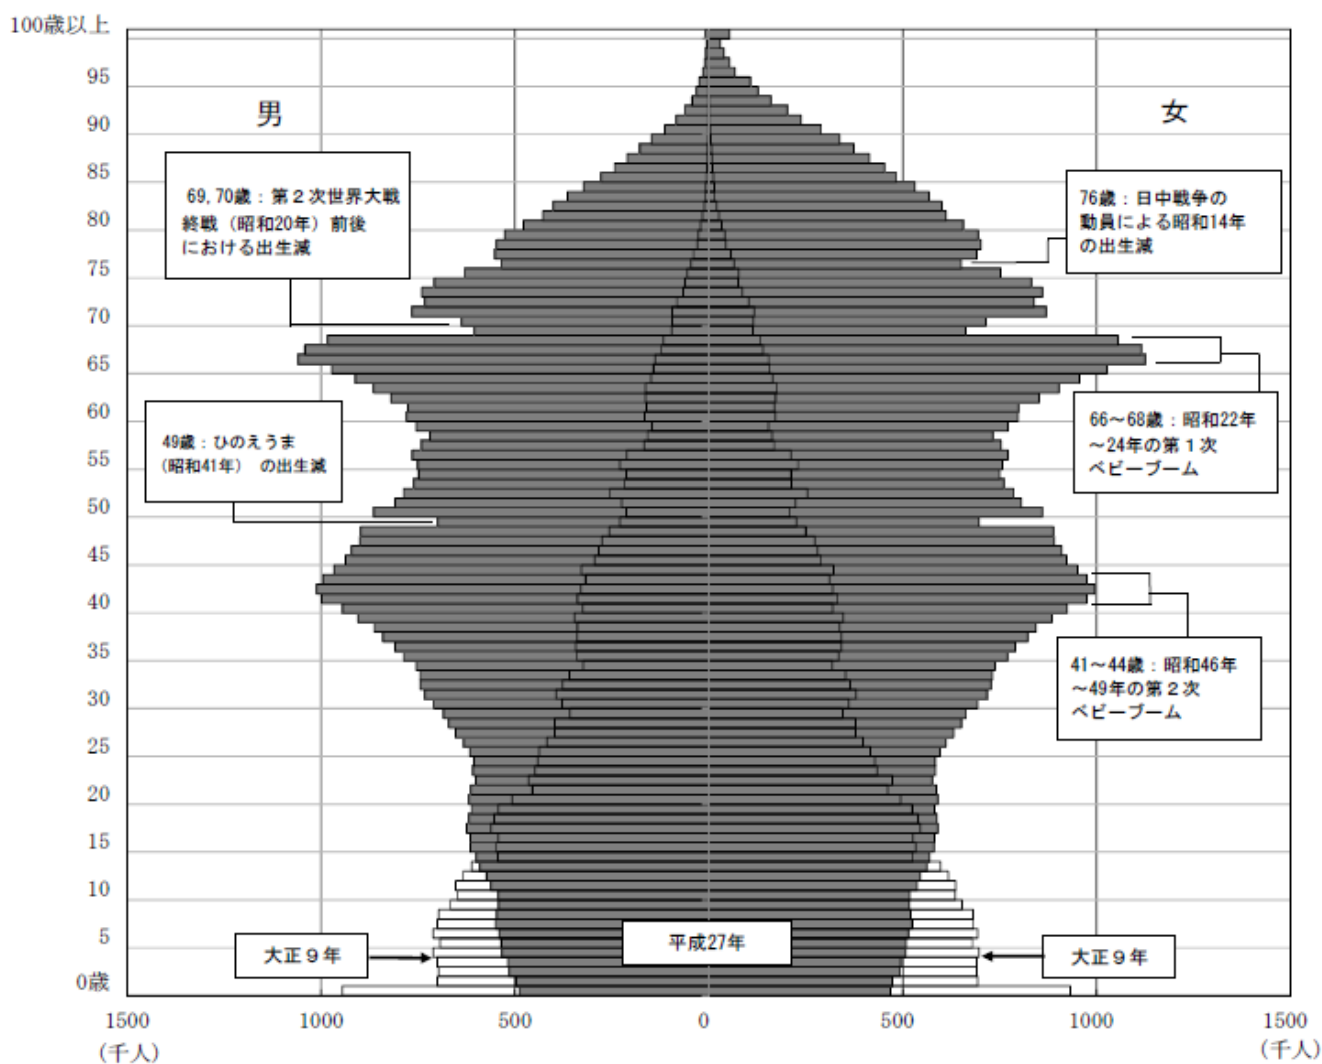 100歳以上
95
90
85
80
75
70
65
60
55
50
45
40
35
30
25
20
15
10
5
0歳
男
女
69,70歳：第２次世界大戦
終戦（昭和20年）前後
における出生減
76歳：日中戦争の
動員による昭和14年
の出生減
49歳：ひのえうま
(昭和41年)　の出生減
66～68歳：昭和22年
～24年の第１次
ベビーブーム
41～44歳：昭和46年
～49年の第２次
ベビーブーム
大正９年
平成27年
大正９年
1500
1000
500
0
500
1000
1500
(千人)
(千人)